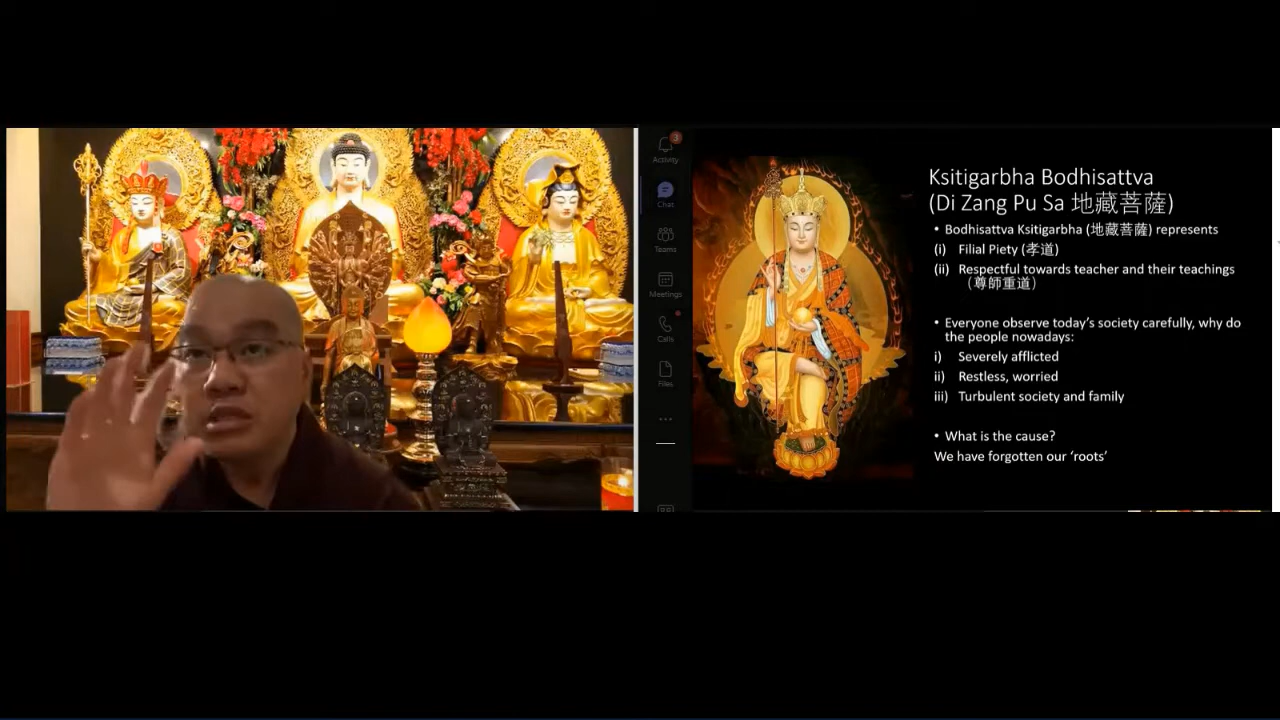 3
Activity
Chat
Teams
Meetings
Calls
Files
Ksitigarbha Bodhisattva
(Di Zang Pu Sa 地藏菩薩)
• Bodhisattva Ksitigarbha (地藏菩薩) represents
(i) Filial Piety (孝道)
(ii) Respectful towards teacher and their teachings
（尊師重道）
• Everyone observe today's society carefully, why do
the people nowadays:
i) Severely afflicted
ii) Restless, worried
iii) Turbulent society and family
• What is the cause?
We have forgotten our ‘roots’